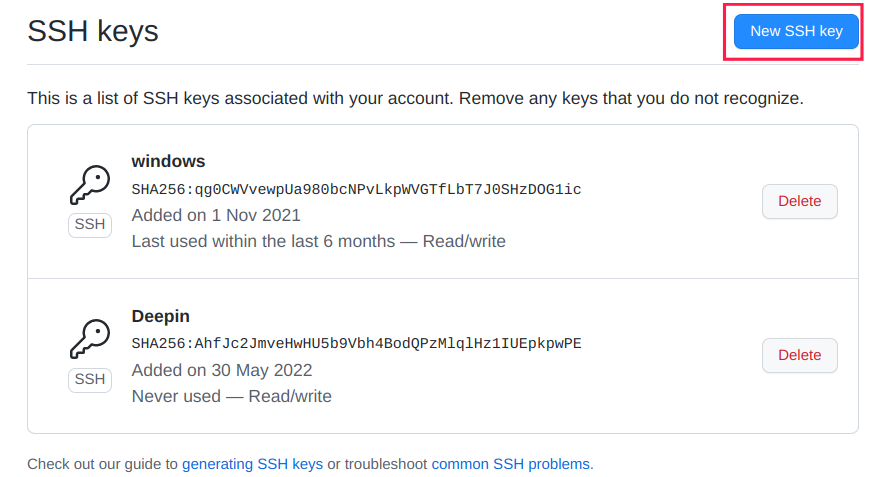 SSH keys
New SSH key
This is a list of SSH keys associated with your account. Remove any keys that you do not recognize.
windows
SHA256:qg0CWVvewpUa980bcNPvLkpWVGTfLbT7J0SHzDOG1ic
SSH
Added on 1 Nov 2021
Last used within the last 6 months — Read/write
Delete
Deepin
SHA256:AhfJc2JmveHwHU5b9Vbh4BodQPzMlqlHz1IUEpkpwPE
SSH
Added on 30 May 2022
Never used — Read/write
Delete
Check out our guide to generating SSH keys or troubleshoot common SSH problems.